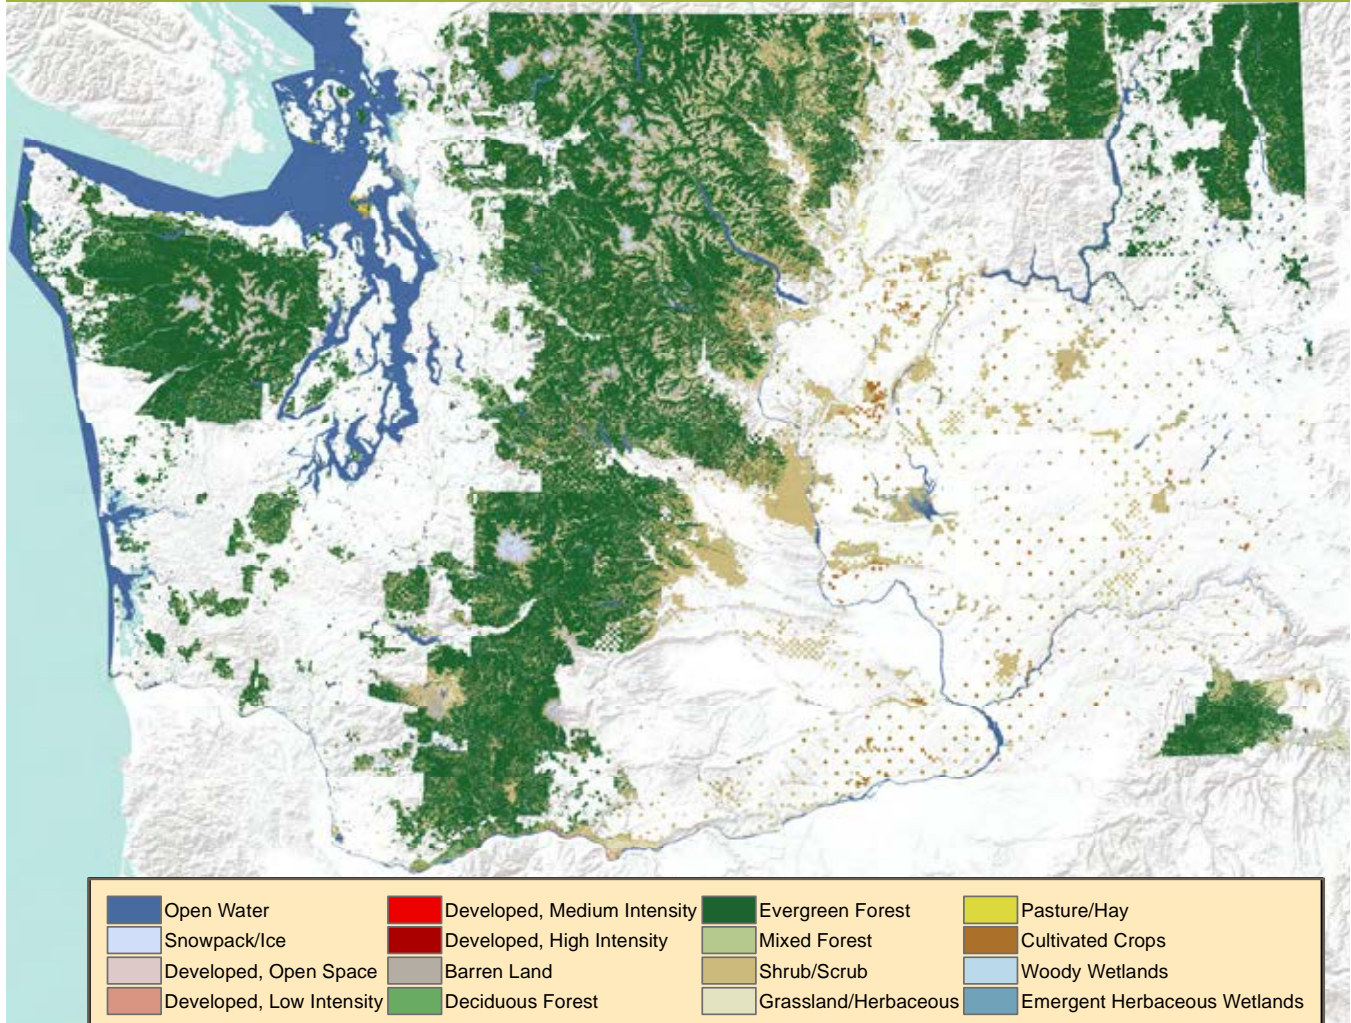 Open Water
Snowpack/Ice
Developed, Open Space
Developed, Low Intensity
Developed, Medium Intensity
Developed, High Intensity
Barren Land
Deciduous Forest
Evergreen Forest
Mixed Forest
Shrub/Scrub
Grassland/Herbaceous
Pasture/Hay
Cultivated Crops
Woody Wetlands
Emergent Herbaceous Wetlands